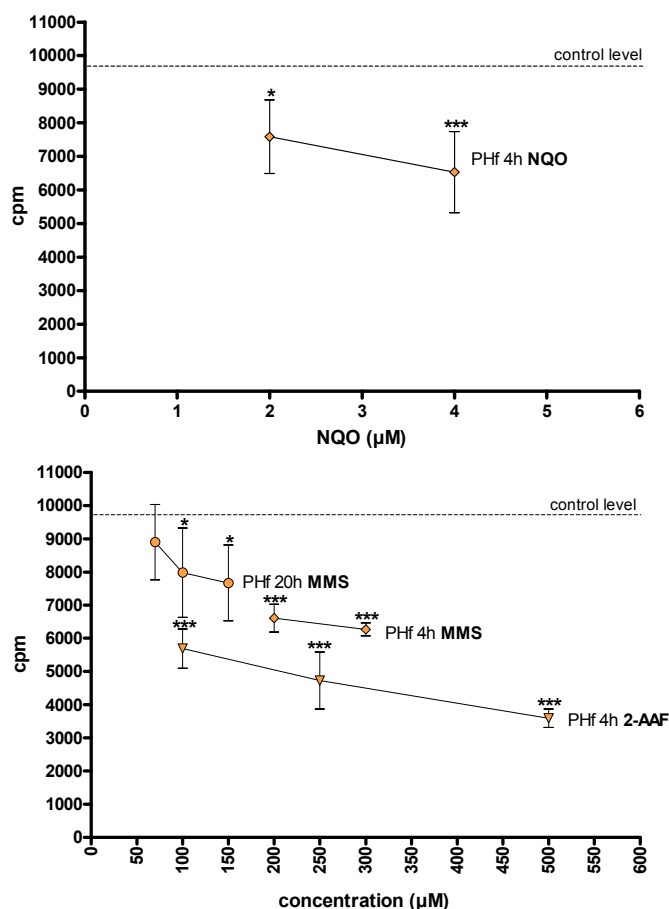 11000
10000
9000
8000
7000
6000
5000
4000
3000
2000
1000
0
cpm
control level
*
***
PHf 4h NQO
0 1 2 3 4 5 6
NQO (µM)
11000
10000
9000
8000
7000
6000
5000
4000
3000
2000
1000
0
cpm
control level
*
*
PHf 20h MMS
***
***
PHf 4h MMS
***
***
***
PHf 4h 2-AAF
0 50 100 150 200 250 300 350 400 450 500 550 600
concentration (µM)